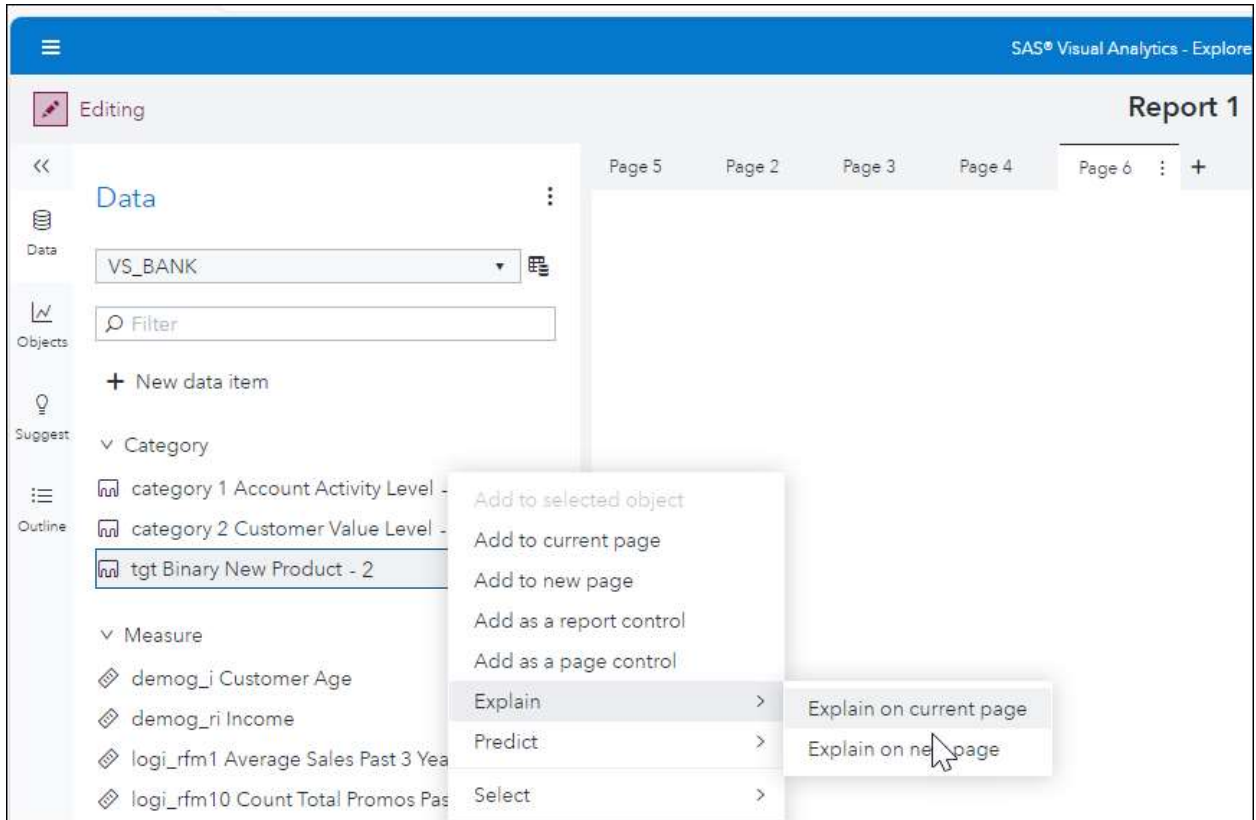 SAS® Visual Analytics - Explore
Editing
Report 1
Page 5 Page 2 Page 3 Page 4 Page 6
Data
Data
VS_BANK
Filter
Objects
New data item
Suggest
Category
category 1 Account Activity Level -
Outline
category 2 Customer Value Level -
tgt Binary New Product - 2
Measure
demog_i Customer Age
demog_ri Income
logi_rfm1 Average Sales Past 3 Yea
logi_rfm10 Count Total Promos Pas
Add to selected object
Add to current page
Add to new page
Add as a report control
Add as a page control
Explain
Predict
Select
Explain on current page
Explain on new page